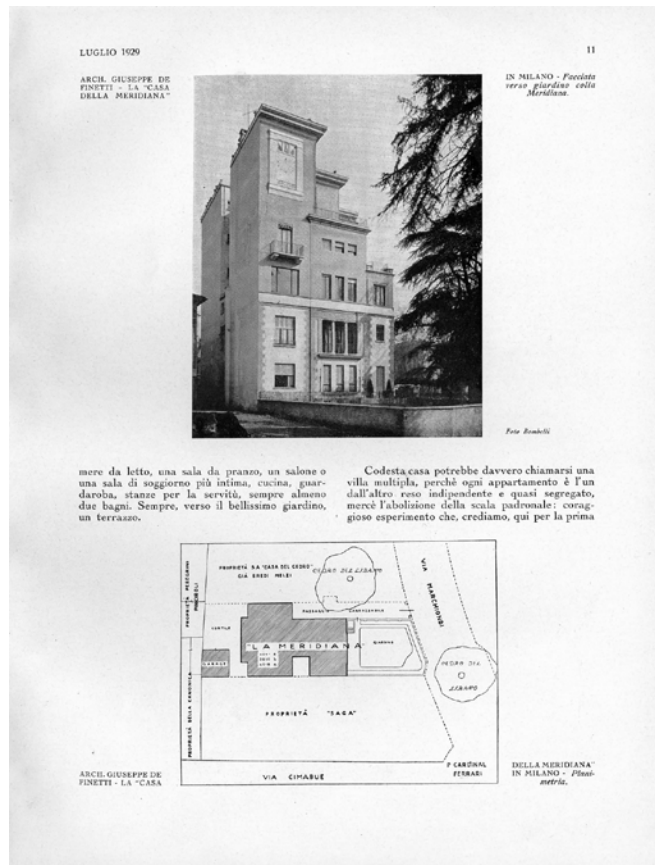 LUGLIO 1929
11
ARCH. GIUSEPPE DE
FINETTI - LA "CASA
DELLA MERIDIANA"
IN MILANO - Facciata
verso giardino colla
Meridiana.
Foto Bombelli
mere da letto, una sala da pranzo, un salone o
una sala di soggiorno più intima, cucina, guar-
daroba, stanze per la servitù, sempre almeno
due bagni. Sempre, verso il bellissimo giardino,
un terrazzo.
Codesta casa potrebbe davvero chiamarsi una
villa multipla, perchè ogni appartamento è l'un
dall'altro reso indipendente e quasi segregato,
mercè l'abolizione della scala padronale: corag-
gioso esperimento che, crediamo, qui per la prima
PROPRIETÀ S.A "CASA DEL CEDRO"
GIÀ EREDI MELZI
CEDRO DEL LIBANO
VIA MARCHIONDI
PROPRIETÀ
CORTILE
GARAGE
"LA MERIDIANA"
GIARDINO
CEDRO DEL
LIBANO
PROPRIETÀ DELLA CANONICA
PROPRIETÀ "SAGA"
VIA CIMABUE
Pª CARDINAL
FERRARI
ARCH. GIUSEPPE DE
FINETTI - LA "CASA
DELLA MERIDIANA"
IN MILANO - Plani-
metria.